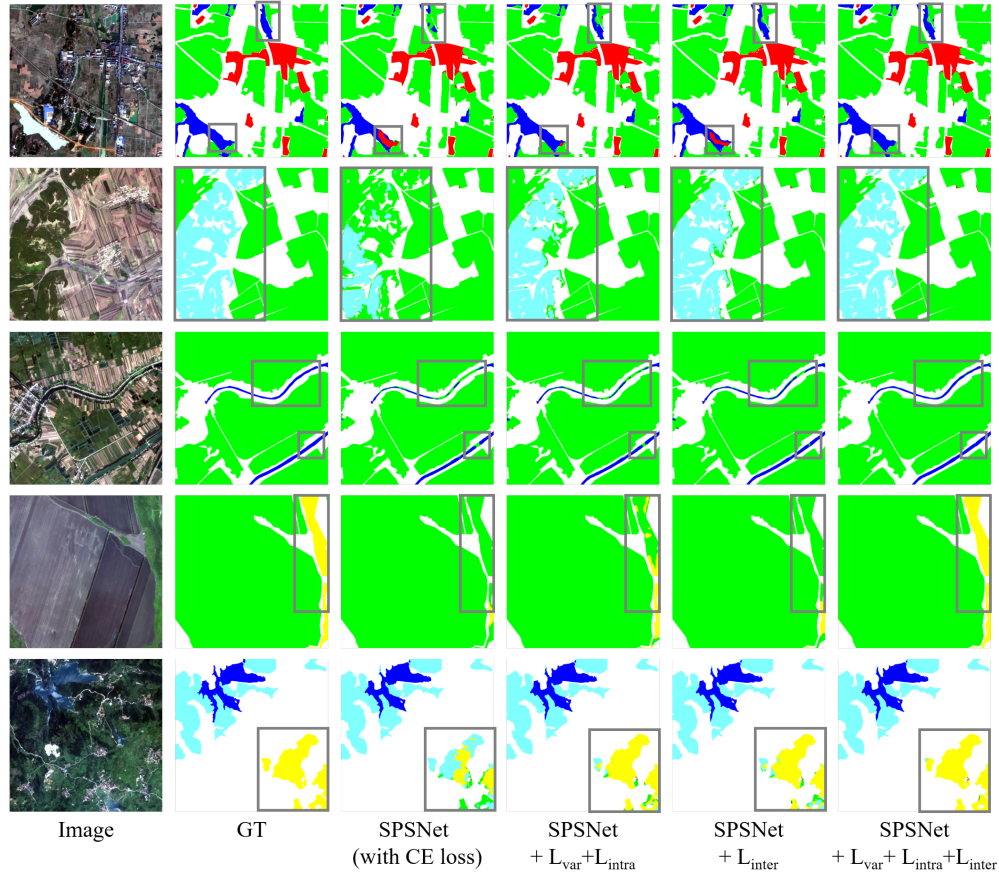 Image
GT
SPSNet
(with CE loss)
SPSNet
+ Lvar+Lintra
SPSNet
+ Linter
SPSNet
+ Lvar+ Lintra+Linter